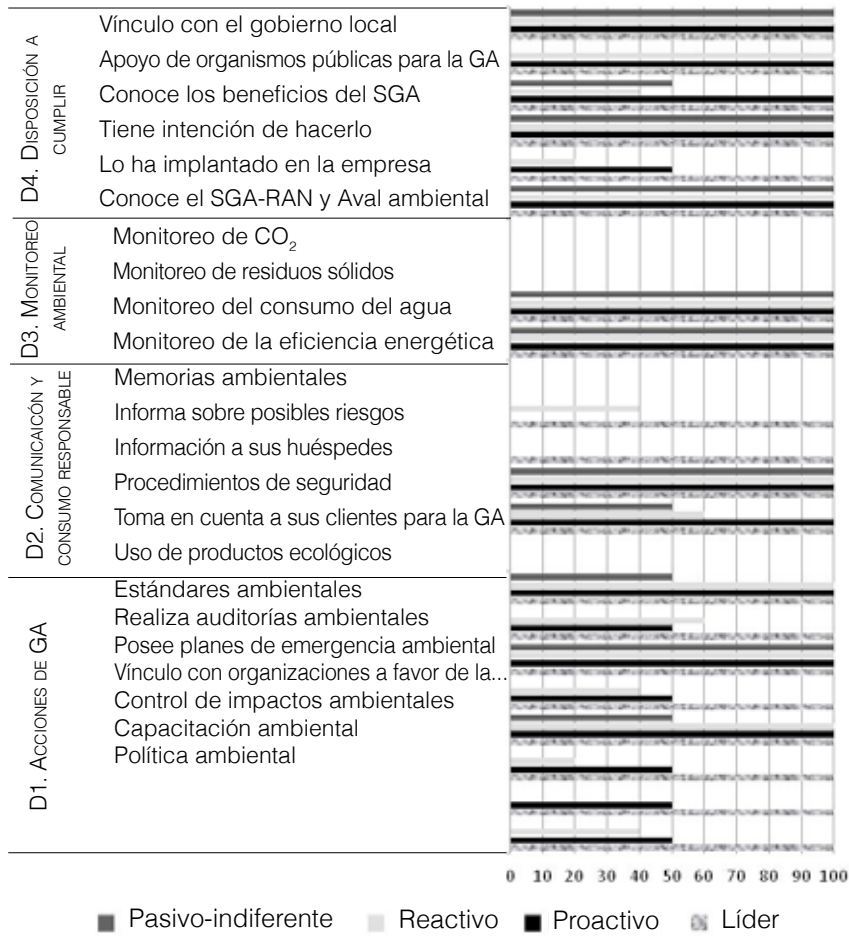 D4. Disposición a
cumplir
Vínculo con el gobierno local
Apoyo de organismos públicas para la GA
Conoce los beneficios del SGA
Tiene intención de hacerlo
Lo ha implantado en la empresa
Conoce el SGA-RAN y Aval ambiental
D3. Monitoreo
ambiental
Monitoreo de CO₂
Monitoreo de residuos sólidos
Monitoreo del consumo del agua
Monitoreo de la eficiencia energética
D2. Comunicaicón y
consumo responsable
Memorias ambientales
Informa sobre posibles riesgos
Información a sus huéspedes
Procedimientos de seguridad
Toma en cuenta a sus clientes para la GA
Uso de productos ecológicos
D1. Acciones de GA
Estándares ambientales
Realiza auditorías ambientales
Posee planes de emergencia ambiental
Vínculo con organizaciones a favor de la...
Control de impactos ambientales
Capacitación ambiental
Política ambiental
0 10 20 30 40 50 60 70 80 90 100
Pasivo-indiferente Reactivo Proactivo Líder